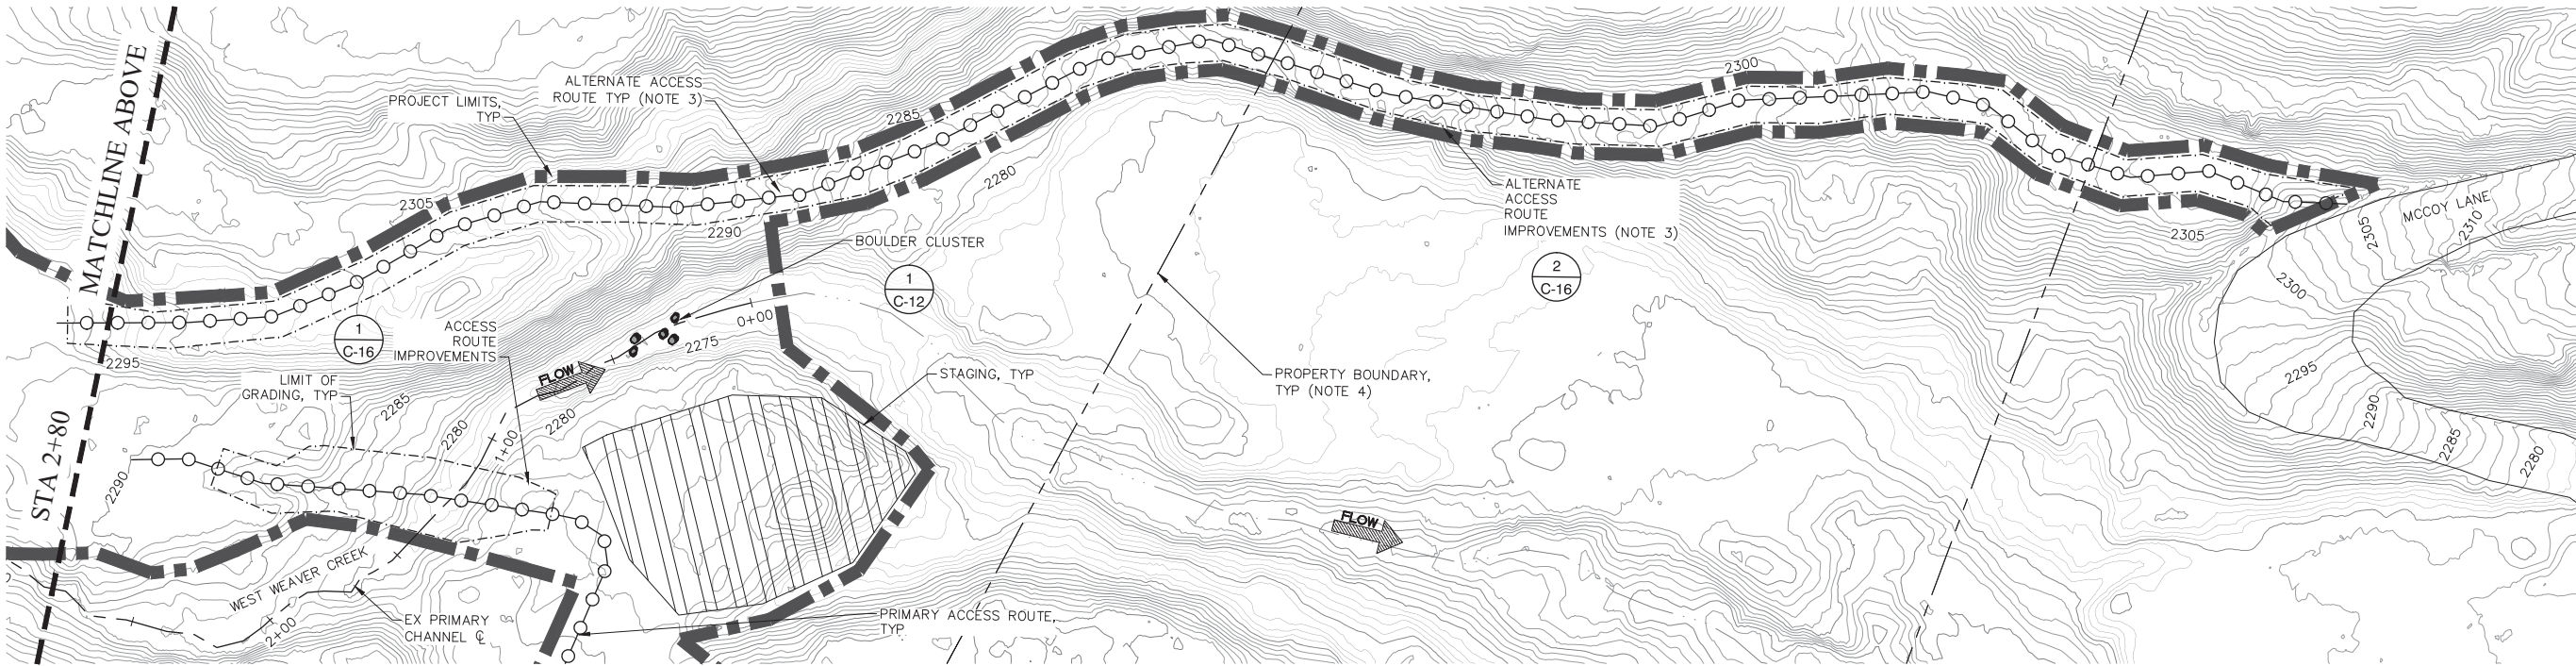 MATCHLINE ABOVE
STA 2+80
PROJECT LIMITS,
TYP
ALTERNATE ACCESS
ROUTE TYP (NOTE 3)
2285
2300
2305
2290
2280
BOULDER CLUSTER
1
C-12
ALTERNATE
ACCESS
ROUTE
IMPROVEMENTS (NOTE 3)
2
C-16
MCCOY LANE
2305
2310
2305
2300
2295
2290
2285
2280
1
C-16
ACCESS
ROUTE
IMPROVEMENTS
0+00
2275
FLOW
2295
LIMIT OF
GRADING, TYP
2285
2280
2280
1+00
STAGING, TYP
PROPERTY BOUNDARY,
TYP (NOTE 4)
2290
FLOW
WEST WEAVER CREEK
2+00
EX PRIMARY
CHANNEL ℄
PRIMARY ACCESS ROUTE,
TYP